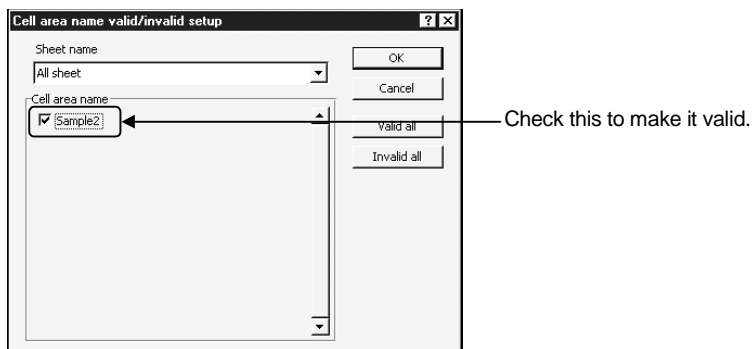 Cell area name valid/invalid setup
Sheet name
All sheet
OK
Cancel
Cell area name
Sample2
Valid all
Invalid all
Check this to make it valid.